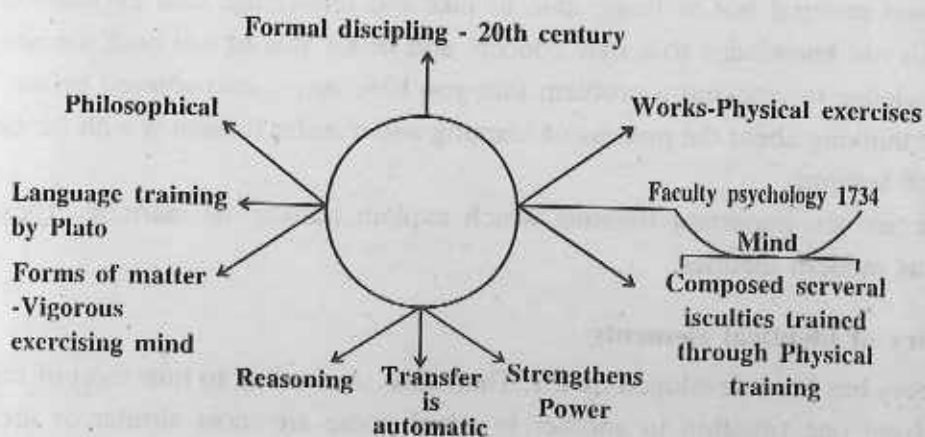 Formal discipling - 20th century
Philosophical
Works-Physical exercises
Language training
by Plato
Faculty psychology 1734
Mind
Forms of matter
-Vigorous
exercising mind
Composed serveral
iscultics trained
through Physical
training
Reasoning
Transfer
is
automatic
Strengthens
Power